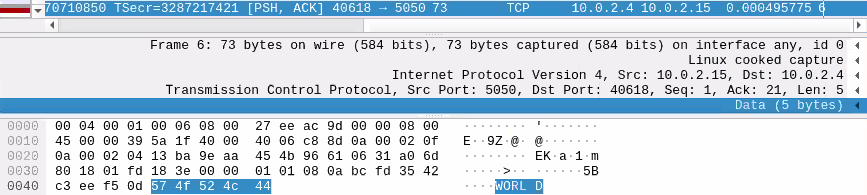 70710850 TSecr=3287217421 [PSH, ACK] 40618 → 5050 73 TCP 10.0.2.4 10.0.2.15 0.000495775 6
Frame 6: 73 bytes on wire (584 bits), 73 bytes captured (584 bits) on interface any, id 0
Linux cooked capture
Internet Protocol Version 4, Src: 10.0.2.15, Dst: 10.0.2.4
Transmission Control Protocol, Src Port: 5050, Dst Port: 40618, Seq: 1, Ack: 21, Len: 5
Data (5 bytes)
0000 00 04 00 01 00 06 08 00 27 ee ac 9d 00 00 08 00 ········ '·······
0010 45 00 00 39 5a 1f 40 00 40 06 c8 8d 0a 00 02 0f E··9Z·@· @·······
0020 0a 00 02 04 13 ba 9e aa 45 4b 96 61 06 31 a0 6d ········ EK·a·1·m
0030 80 18 01 fd 18 3e 00 00 01 01 08 0a bc fd 35 42 ·····>·· ······5B
0040 c3 ee f5 0d 57 4f 52 4c 44 ····WORL D